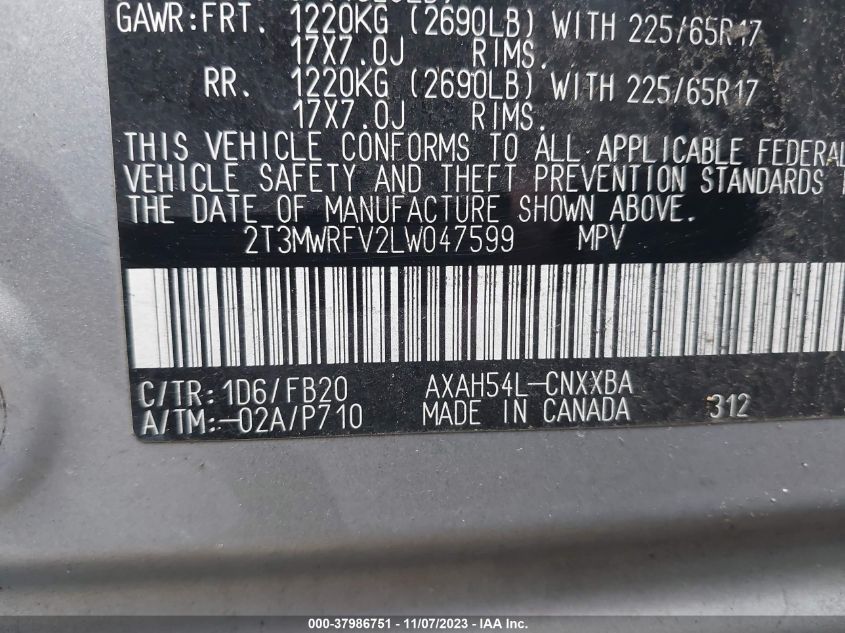 GAWR:FRT. 1220KG (2690LB) WITH 225/65R17
17X7.0J RIMS.
RR. 1220KG (2690LB) WITH 225/65R17
17X7.0J RIMS.
THIS VEHICLE CONFORMS TO ALL APPLICABLE FEDERAL
VEHICLE SAFETY AND THEFT PREVENTION STANDARDS
THE DATE OF MANUFACTURE SHOWN ABOVE.
2T3MWRFV2LW047599 MPV
C/TR:1D6/FB20 AXAH54L-CNXXBA
A/TM:-02A/P710 MADE IN CANADA 312
000-37986751 - 11/07/2023 - IAA Seattle, (US)